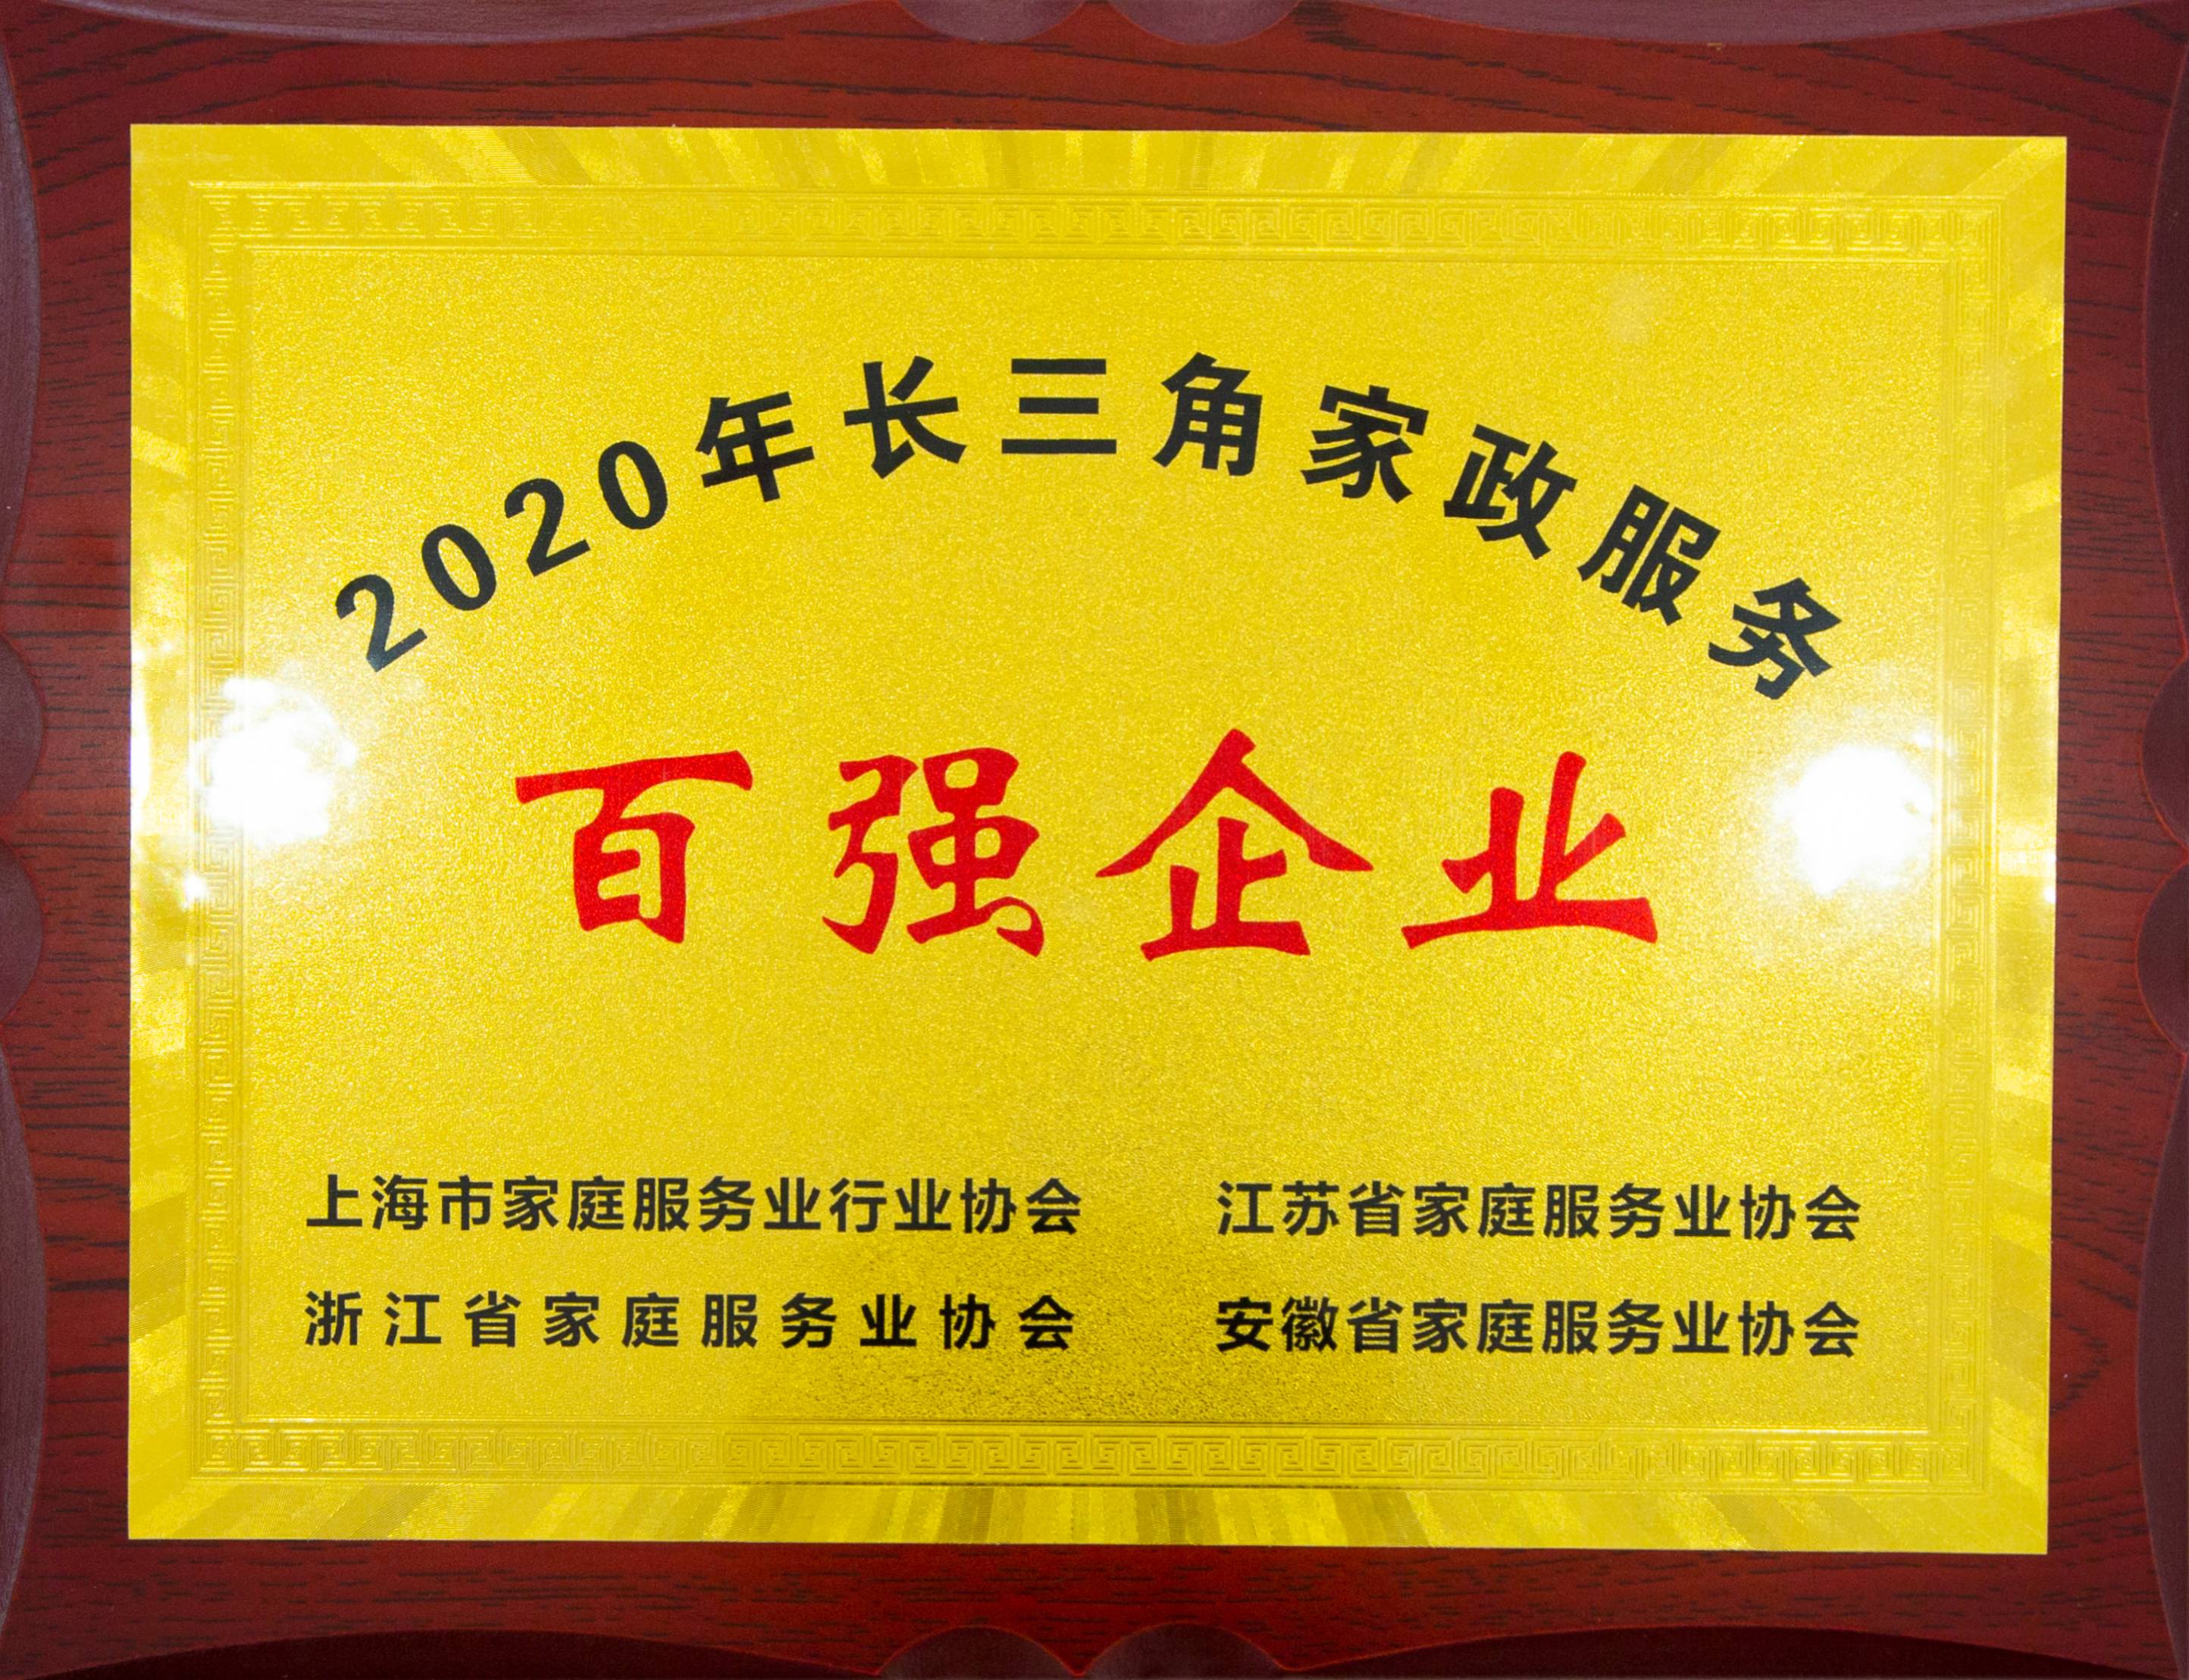 2020年长三角家政服务
百强企业
上海市家庭服务业行业协会 江苏省家庭服务业协会
浙江省家庭服务业协会 安徽省家庭服务业协会